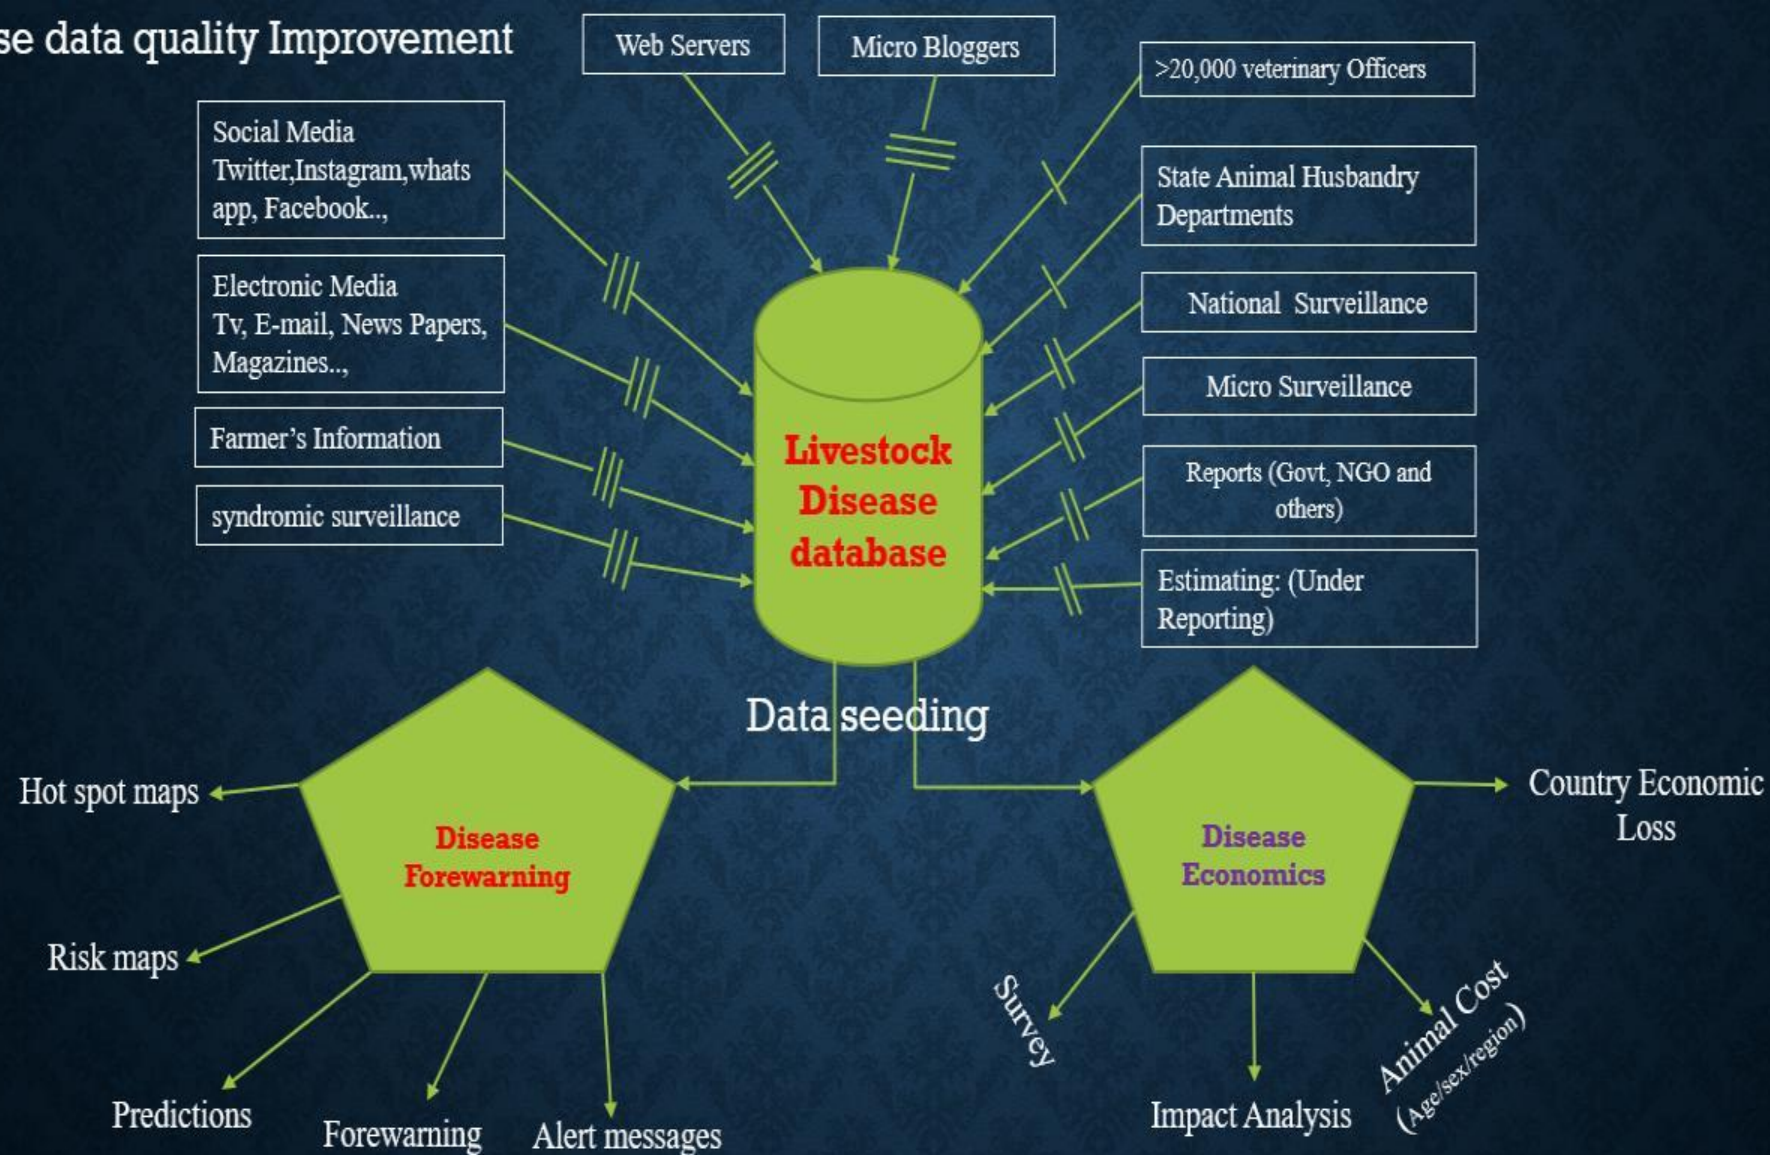 se data quality Improvement
Web Servers
Micro Bloggers
>20,000 veterinary Officers
Social Media
Twitter,Instagram,whats
app, Facebook..,
State Animal Husbandry
Departments
Electronic Media
Tv, E-mail, News Papers,
Magazines..,
National Surveillance
Micro Surveillance
Farmer’s Information
Reports (Govt, NGO and
others)
syndromic surveillance
Estimating: (Under
Reporting)
Livestock
Disease
database
Data seeding
Hot spot maps
Disease
Forewarning
Risk maps
Predictions
Forewarning
Alert messages
Disease
Economics
Country Economic
Loss
Survey
Impact Analysis
Animal Cost
(Age/sex/region)